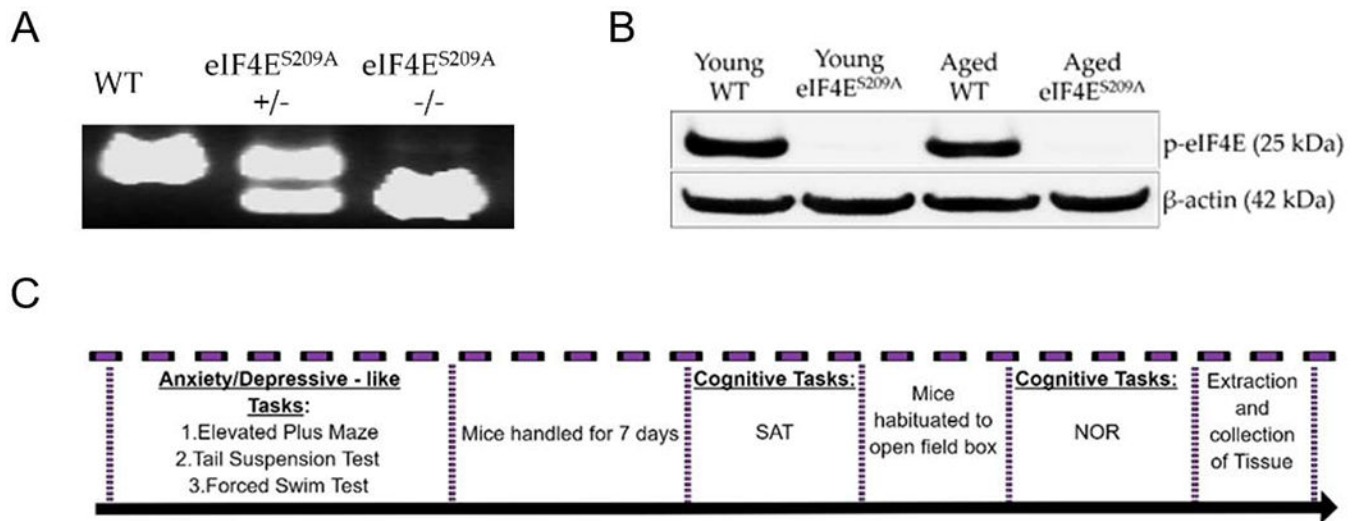 A
WT
eIF4E^S209A
+/-
eIF4E^S209A
-/-
B
Young
WT
Young
eIF4E^S209A
Aged
WT
Aged
eIF4E^S209A
p-eIF4E (25 kDa)
β-actin (42 kDa)
C
Anxiety/Depressive - like
Tasks:
1.Elevated Plus Maze
2.Tail Suspension Test
3.Forced Swim Test
Mice handled for 7 days
Cognitive Tasks:
SAT
Mice
habituated to
open field box
Cognitive Tasks:
NOR
Extraction
and
collection
of Tissue